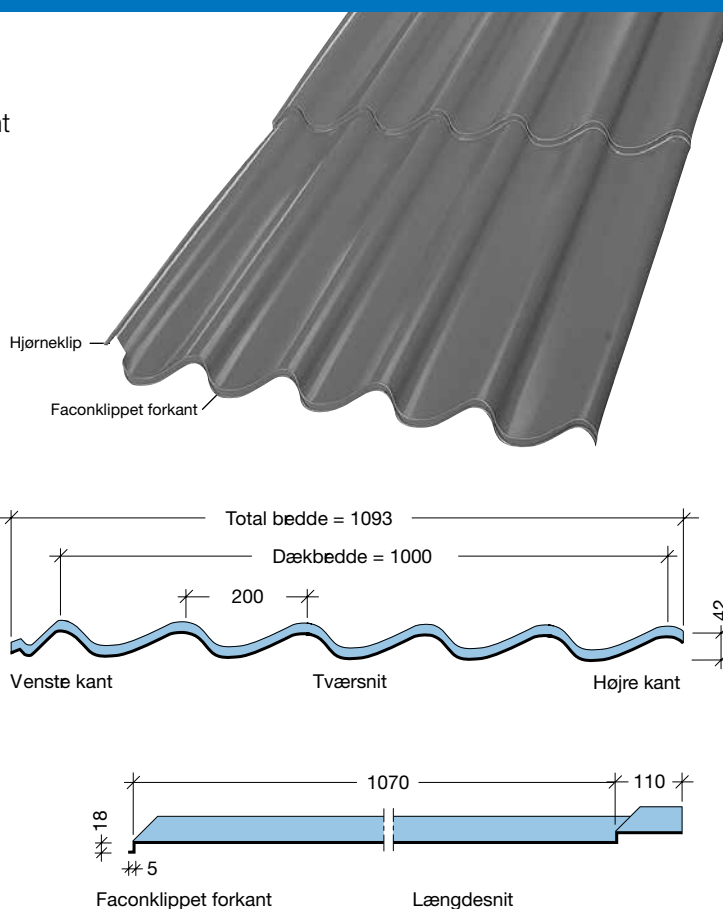 nt
Hjørneklip
Faconklippet forkant
Total bredde = 1093
Dækbredde = 1000
200
42
Venstre kant Tværsnit Højre kant
1070 110
18
5
Faconklippet forkant Længdesnit